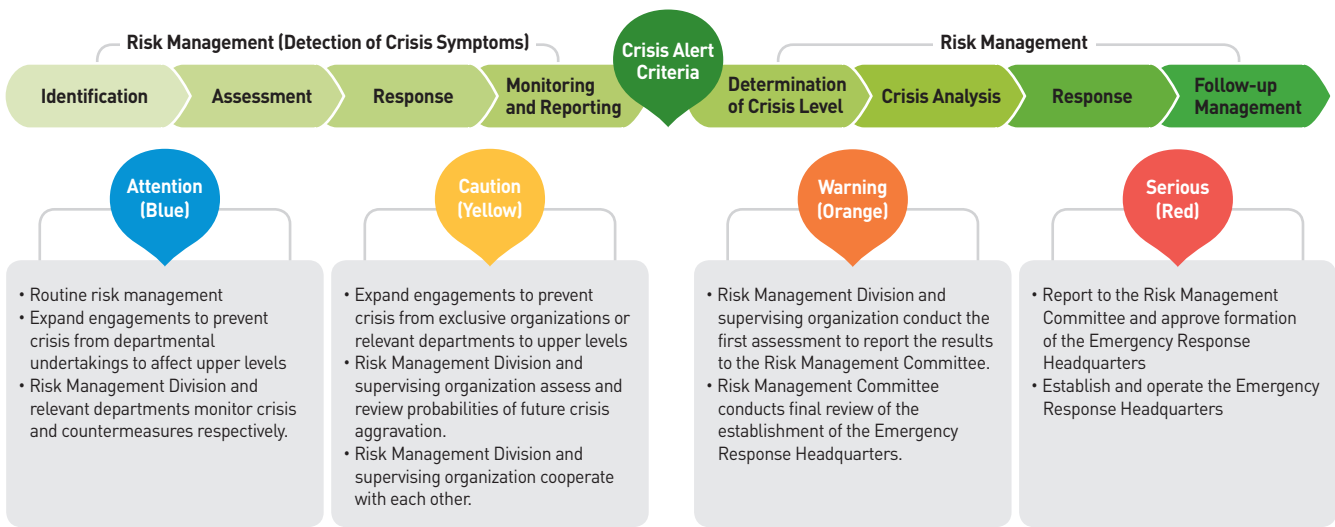 Risk Management (Detection of Crisis Symptoms)
Crisis Alert
Criteria
Risk Management
Identification
Assessment
Response
Monitoring
and Reporting
Determination
of Crisis Level
Crisis Analysis
Response
Follow-up
Management
Attention
(Blue)
• Routine risk management
• Expand engagements to prevent
crisis from departmental
undertakings to affect upper levels
• Risk Management Division and
relevant departments monitor crisis
and countermeasures respectively.
Caution
(Yellow)
• Expand engagements to prevent
crisis from exclusive organizations or
relevant departments to upper levels
• Risk Management Division and
supervising organization assess and
review probabilities of future crisis
aggravation.
• Risk Management Division and
supervising organization cooperate
with each other.
Warning
(Orange)
• Risk Management Division and
supervising organization conduct the
first assessment to report the results
to the Risk Management Committee.
• Risk Management Committee
conducts final review of the
establishment of the Emergency
Response Headquarters.
Serious
(Red)
• Report to the Risk Management
Committee and approve formation
of the Emergency Response
Headquarters
• Establish and operate the Emergency
Response Headquarters